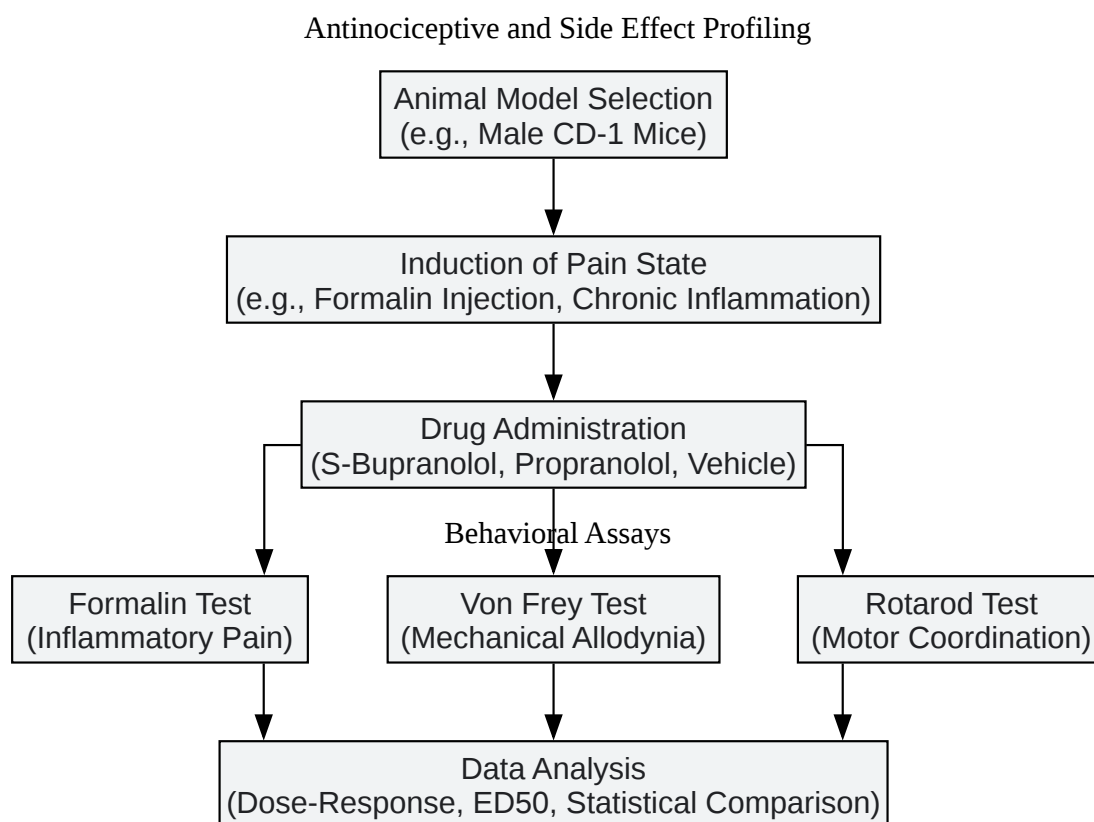 Antinociceptive and Side Effect Profiling
Animal Model Selection
(e.g., Male CD-1 Mice)
Induction of Pain State
(e.g., Formalin Injection, Chronic Inflammation)
Drug Administration
(S-Bupranolol, Propranolol, Vehicle)
Behavioral Assays
Formalin Test
(Inflammatory Pain)
Von Frey Test
(Mechanical Allodynia)
Rotarod Test
(Motor Coordination)
Data Analysis
(Dose-Response, ED50, Statistical Comparison)